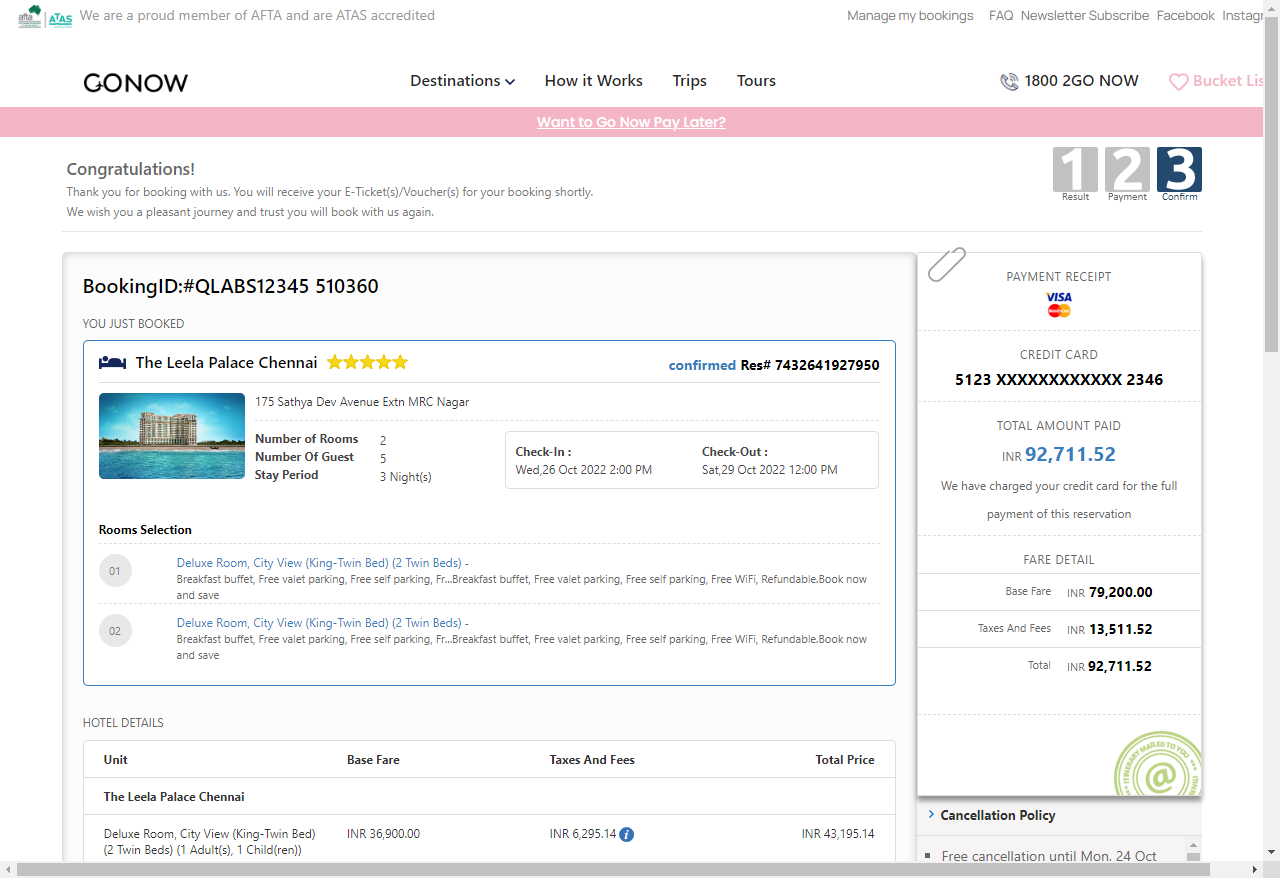 afta ATAS We are a proud member of AFTA and are ATAS accredited
Manage my bookings FAQ Newsletter Subscribe Facebook Instagr
GONOW
Destinations How it Works Trips Tours
1800 2GO NOW
Bucket Lis
Want to Go Now Pay Later?
Congratulations!
Thank you for booking with us. You will receive your E-Ticket(s)/Voucher(s) for your booking shortly.
We wish you a pleasant journey and trust you will book with us again.
1 2 3
Result Payment Confirm
BookingID:#QLABS12345 510360
YOU JUST BOOKED
The Leela Palace Chennai
confirmed Res# 7432641927950
175 Sathya Dev Avenue Extn MRC Nagar
Number of Rooms 2
Number Of Guest 5
Stay Period 3 Night(s)
Check-In :
Wed,26 Oct 2022 2:00 PM
Check-Out :
Sat,29 Oct 2022 12:00 PM
Rooms Selection
01
Deluxe Room, City View (King-Twin Bed) (2 Twin Beds) -
Breakfast buffet, Free valet parking, Free self parking, Fr...Breakfast buffet, Free valet parking, Free self parking, Free WiFi, Refundable.Book now
and save
02
Deluxe Room, City View (King-Twin Bed) (2 Twin Beds) -
Breakfast buffet, Free valet parking, Free self parking, Fr...Breakfast buffet, Free valet parking, Free self parking, Free WiFi, Refundable.Book now
and save
HOTEL DETAILS
Unit Base Fare Taxes And Fees Total Price
The Leela Palace Chennai
Deluxe Room, City View (King-Twin Bed) INR 36,900.00 INR 6,295.14 i INR 43,195.14
(2 Twin Beds) (1 Adult(s), 1 Child(ren))
PAYMENT RECEIPT
VISA
MasterCard
CREDIT CARD
5123 XXXXXXXXXXXX 2346
TOTAL AMOUNT PAID
INR 92,711.52
We have charged your credit card for the full
payment of this reservation
FARE DETAIL
Base Fare INR 79,200.00
Taxes And Fees INR 13,511.52
Total INR 92,711.52
ITINERARY MAILED TO YOU
@
Cancellation Policy
Free cancellation until Mon, 24 Oct